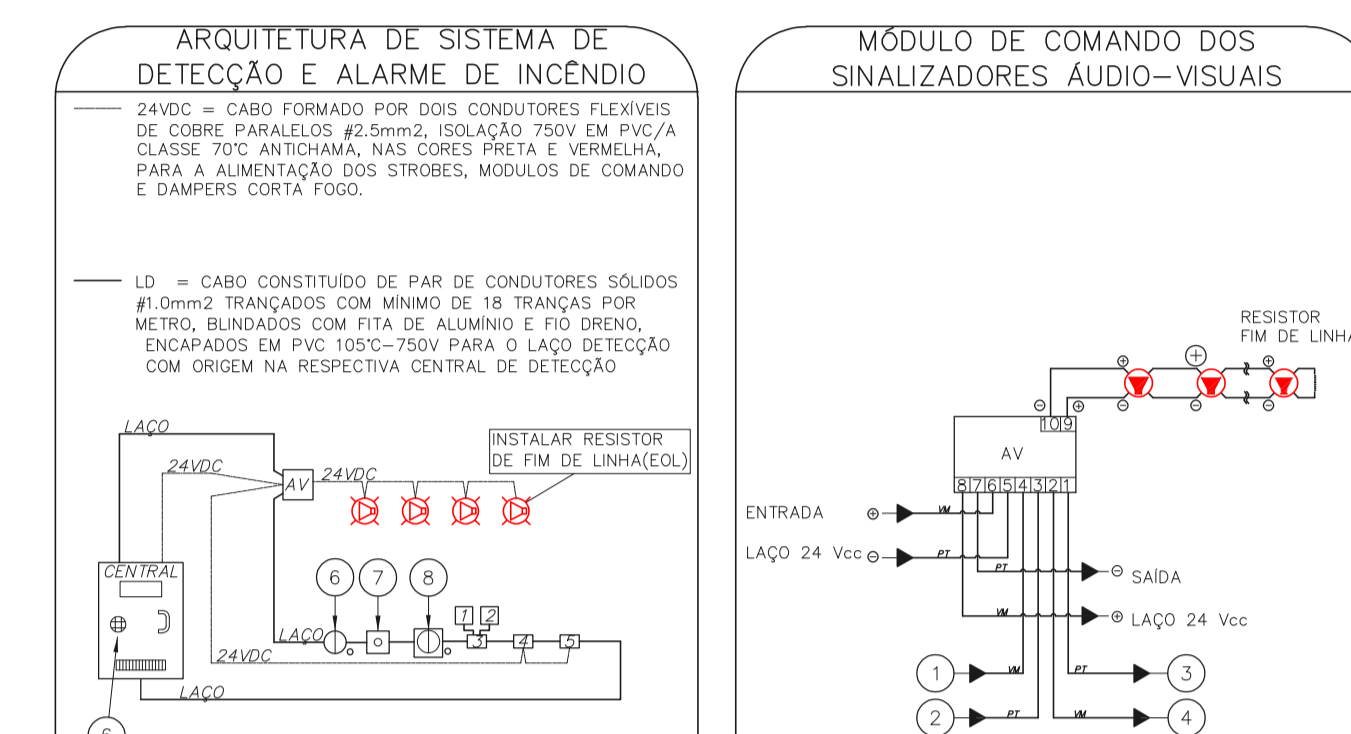 ARQUITETURA DE SISTEMA DE
DETECÇÃO E ALARME DE INCÊNDIO
24VDC = CABO FORMADO POR DOIS CONDUTORES FLEXÍVEIS
DE COBRE PARALELOS #2.5mm2, ISOLAÇÃO 750V EM PVC/A
CLASSE 70°C ANTICHAMA, NAS CORES PRETA E VERMELHA,
PARA A ALIMENTAÇÃO DOS STROBES, MODULOS DE COMANDO
E DAMPERS CORTA FOGO.
LD = CABO CONSTITUÍDO DE PAR DE CONDUTORES SÓLIDOS
#1.0mm2 TRANÇADOS COM MÍNIMO DE 18 TRANÇAS POR
METRO, BLINDADOS COM FITA DE ALUMÍNIO E FIO DRENO,
ENCAPADOS EM PVC 105°C-750V PARA O LAÇO DETECÇÃO
COM ORIGEM NA RESPECTIVA CENTRAL DE DETECÇÃO
LAÇO
INSTALAR RESISTOR
DE FIM DE LINHA(EOL)
24VDC
24VDC
AV
CENTRAL
6 7 8
1 2
LAÇO
3 4 5
24VDC
LAÇO
6
MÓDULO DE COMANDO DOS
SINALIZADORES ÁUDIO-VISUAIS
RESISTOR
FIM DE LINHA
+ + +
- - -
- +
10 9
AV
8 7 6 5 4 3 2 1
ENTRADA + VM
LAÇO 24 Vcc - PT
PT - SAÍDA
VM + LAÇO 24 Vcc
1 VM PT 3
2 PT VM 4